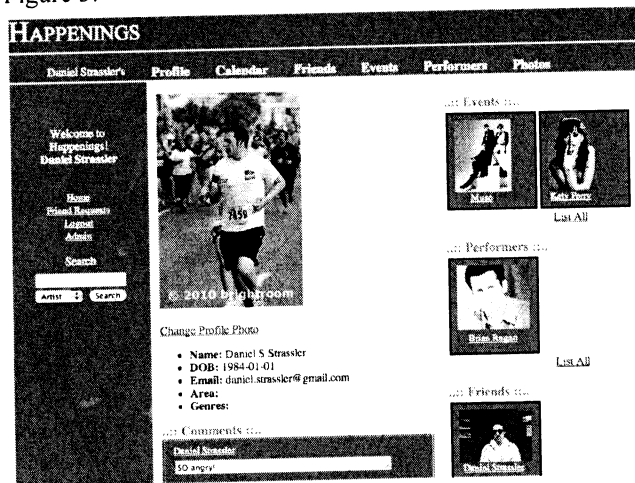 Figure 3.
HAPPENINGS
Daniel Strassler's Profile Calendar Friends Events Performers Photos
Welcome to
Happenings!
Daniel Strassler
Home
Friend Requests
Logout
Admin
Search
Artist Search
© 2010 brightroom
Change Profile Photo
Name: Daniel S Strassler
DOB: 1984-01-01
Email: daniel.strassler@gmail.com
Area:
Genres:
..:: Comments ::..
Daniel Strassler
SO angry!
..:: Events ::..
Muse Katy Perry
List All
..:: Performers ::..
Brian Regan
List All
..:: Friends ::..
Daniel Strassler